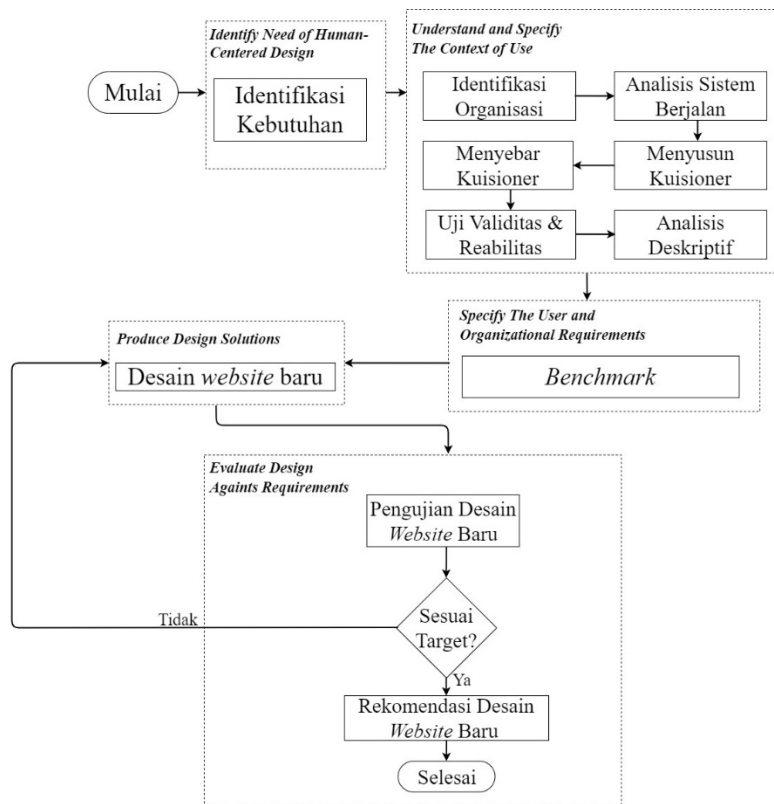 Mulai
Identify Need of Human-
Centered Design
Identifikasi
Kebutuhan
Understand and Specify
The Context of Use
Identifikasi
Organisasi
Analisis Sistem
Berjalan
Menyebar
Kuisioner
Menyusun
Kuisioner
Uji Validitas &
Reabilitas
Analisis
Deskriptif
Specify The User and
Organizational Requirements
Benchmark
Produce Design Solutions
Desain website baru
Evaluate Design
Againts Requirements
Pengujian Desain
Website Baru
Sesuai
Target?
Tidak
Ya
Rekomendasi Desain
Website Baru
Selesai